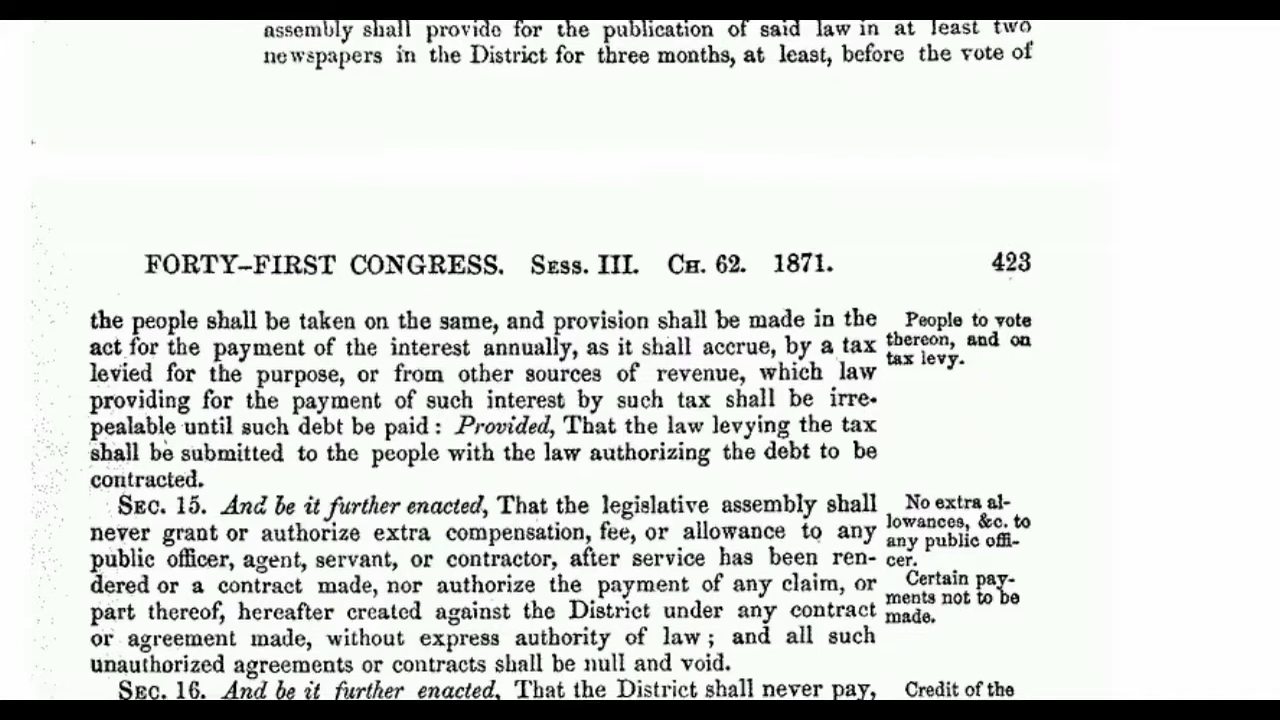 assembly shall provide for the publication of said law in at least two
newspapers in the District for three months, at least, before the vote of
FORTY-FIRST CONGRESS. SESS. III. CH. 62. 1871. 423
the people shall be taken on the same, and provision shall be made in the
act for the payment of the interest annually, as it shall accrue, by a tax
levied for the purpose, or from other sources of revenue, which law
providing for the payment of such interest by such tax shall be irre-
pealable until such debt be paid: Provided, That the law levying the tax
shall be submitted to the people with the law authorizing the debt to be
contracted.
People to vote
thereon, and on
tax levy.
SEC. 15. And be it further enacted, That the legislative assembly shall
never grant or authorize extra compensation, fee, or allowance to any
public officer, agent, servant, or contractor, after service has been ren-
dered or a contract made, nor authorize the payment of any claim, or
part thereof, hereafter created against the District under any contract
or agreement made, without express authority of law; and all such
unauthorized agreements or contracts shall be null and void.
No extra al-
lowances, &c. to
any public offi-
cer.
Certain pay-
ments not to be
made.
SEC. 16. And be it further enacted, That the District shall never pay,
Credit of the